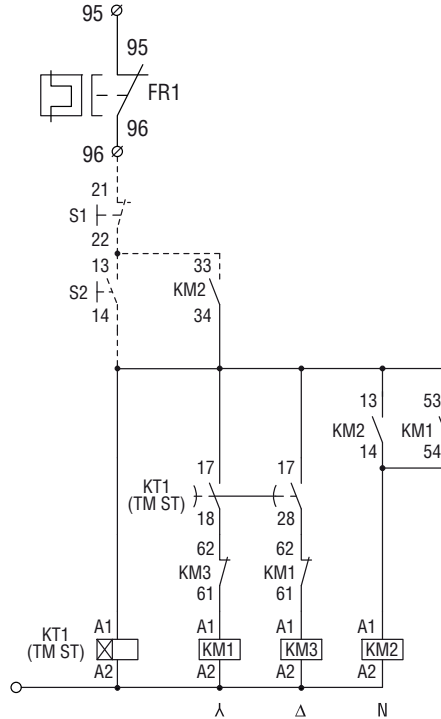 95
95
FR1
96
96
21
S1
22
13
33
S2
KM2
14
34
13
53
KM2
KM1
14
54
17
17
KT1
(TM ST)
18
28
62
62
KM3
KM1
61
61
KT1
(TM ST)
A1
A1
A1
A1
KM1
KM3
KM2
A2
A2
A2
A2
⅄
Δ
N